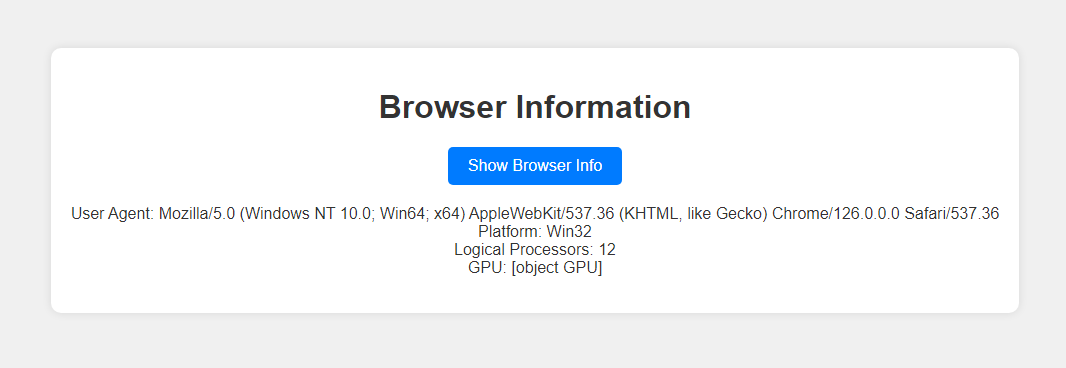 Browser Information
Show Browser Info
User Agent: Mozilla/5.0 (Windows NT 10.0; Win64; x64) AppleWebKit/537.36 (KHTML, like Gecko) Chrome/126.0.0.0 Safari/537.36
Platform: Win32
Logical Processors: 12
GPU: [object GPU]